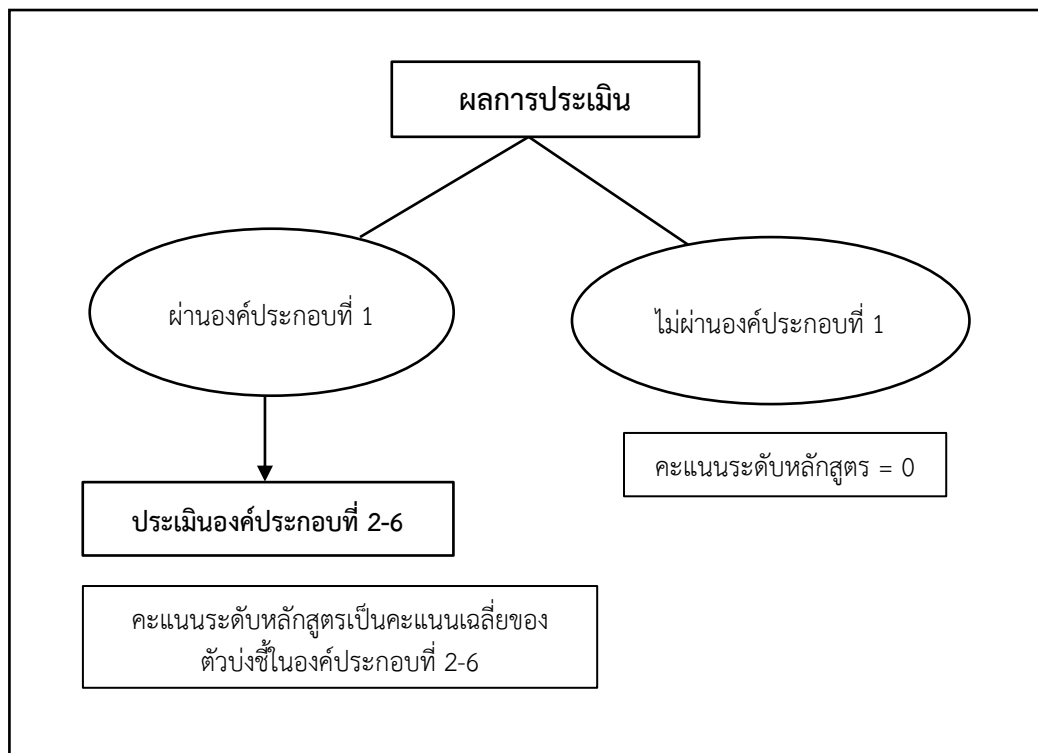 ผลการประเมิน
ผ่านองค์ประกอบที่ 1
ไม่ผ่านองค์ประกอบที่ 1
คะแนนระดับหลักสูตร = 0
ประเมินองค์ประกอบที่ 2-6
คะแนนระดับหลักสูตรเป็นคะแนนเฉลี่ยของ
ตัวบ่งชี้ในองค์ประกอบที่ 2-6